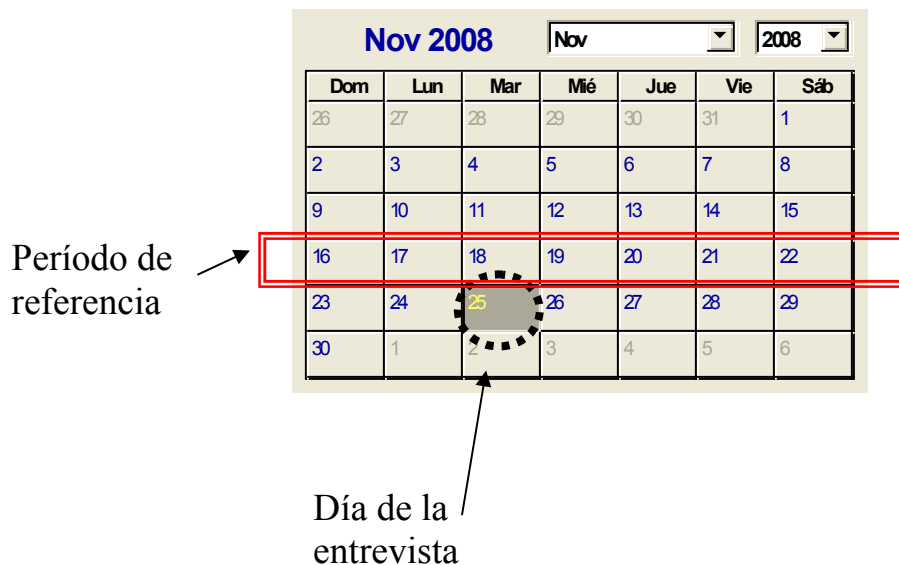 Nov 2008 Nov 2008
Dom Lun Mar Mié Jue Vie Sáb
26 27 28 29 30 31 1
2 3 4 5 6 7 8
9 10 11 12 13 14 15
16 17 18 19 20 21 22
23 24 25 26 27 28 29
30 1 2 3 4 5 6
Período de
referencia
Día de la
entrevista